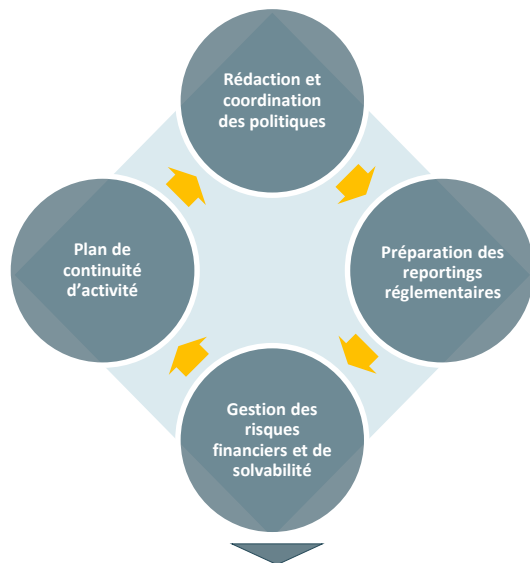 Rédaction et
coordination
des politiques
Plan de
continuité
d’activité
Préparation des
reportings
réglementaires
Gestion des
risques
financiers et de
solvabilité